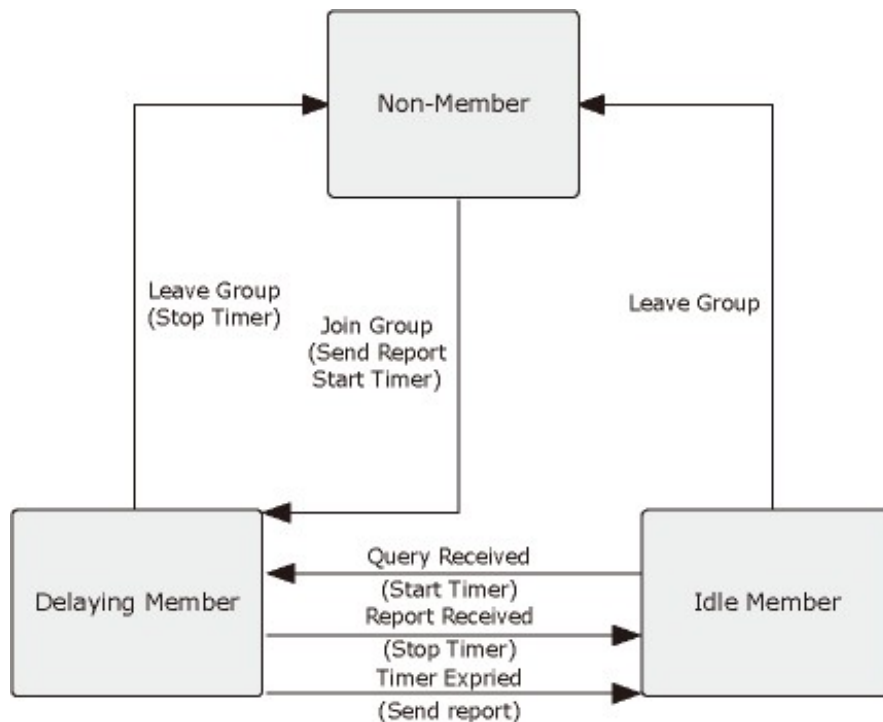 Non-Member
Leave Group
(Stop Timer)
Join Group
(Send Report
Start Timer)
Leave Group
Delaying Member
Query Received
(Start Timer)
Report Received
(Stop Timer)
Timer Expried
(Send report)
Idle Member